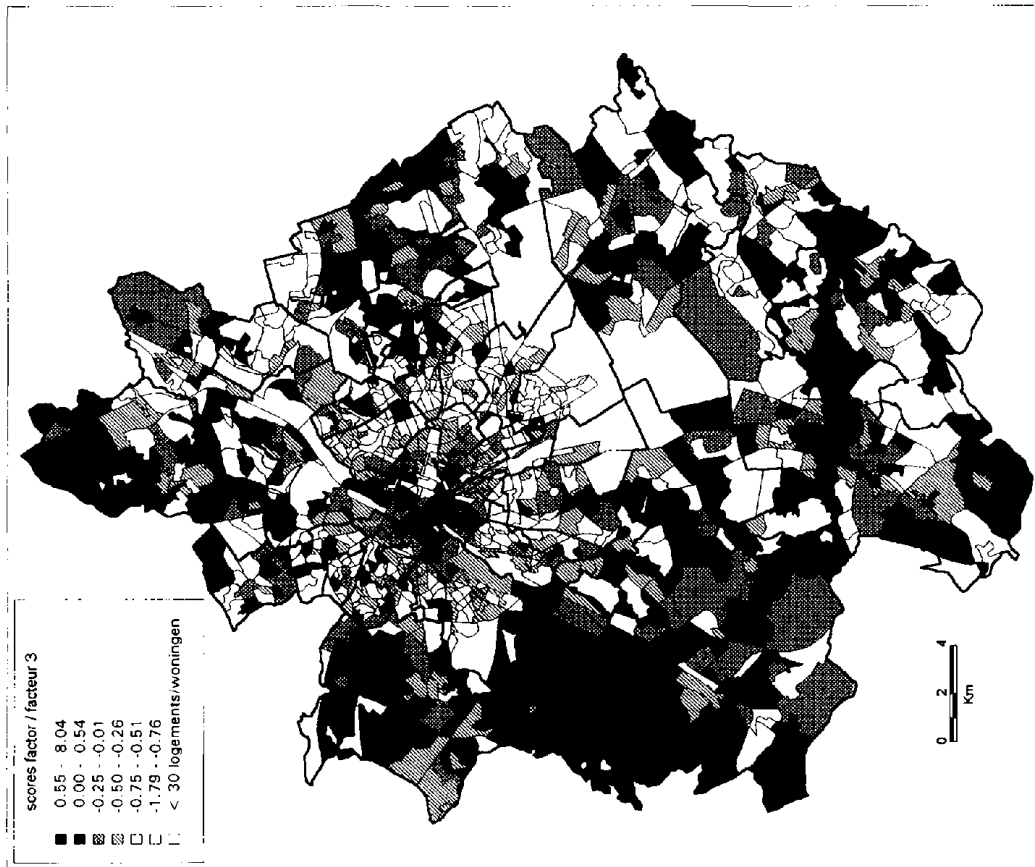 scores factor / facteur 3
0.55 - 8.04
0.00 - 0.54
-0.25 - -0.01
-0.50 - -0.26
-0.75 - -0.51
-1.79 - -0.76
< 30 logements/woningen
0 2 4
Km